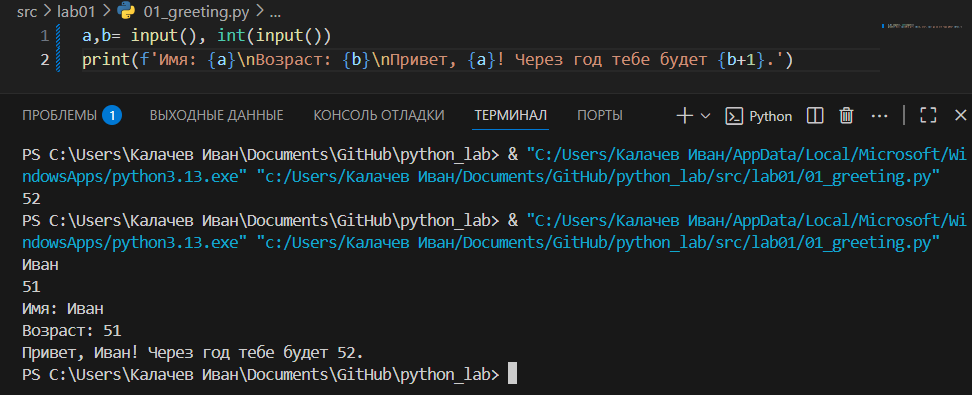 src > lab01 > 01_greeting.py > ...
1 a,b= input(), int(input())
2 print(f'Имя: {a}\nВозраст: {b}\nПривет, {a}! Через год тебе будет {b+1}.')
ПРОБЛЕМЫ 1 ВЫХОДНЫЕ ДАННЫЕ КОНСОЛЬ ОТЛАДКИ ТЕРМИНАЛ ПОРТЫ Python
PS C:\Users\Калачев Иван\Documents\GitHub\python_lab> & "C:/Users/Калачев Иван/AppData/Local/Microsoft/Wi
ndowsApps/python3.13.exe" "c:/Users/Калачев Иван/Documents/GitHub/python_lab/src/lab01/01_greeting.py"
52
PS C:\Users\Калачев Иван\Documents\GitHub\python_lab> & "C:/Users/Калачев Иван/AppData/Local/Microsoft/Wi
ndowsApps/python3.13.exe" "c:/Users/Калачев Иван/Documents/GitHub/python_lab/src/lab01/01_greeting.py"
Иван
51
Имя: Иван
Возраст: 51
Привет, Иван! Через год тебе будет 52.
PS C:\Users\Калачев Иван\Documents\GitHub\python_lab>